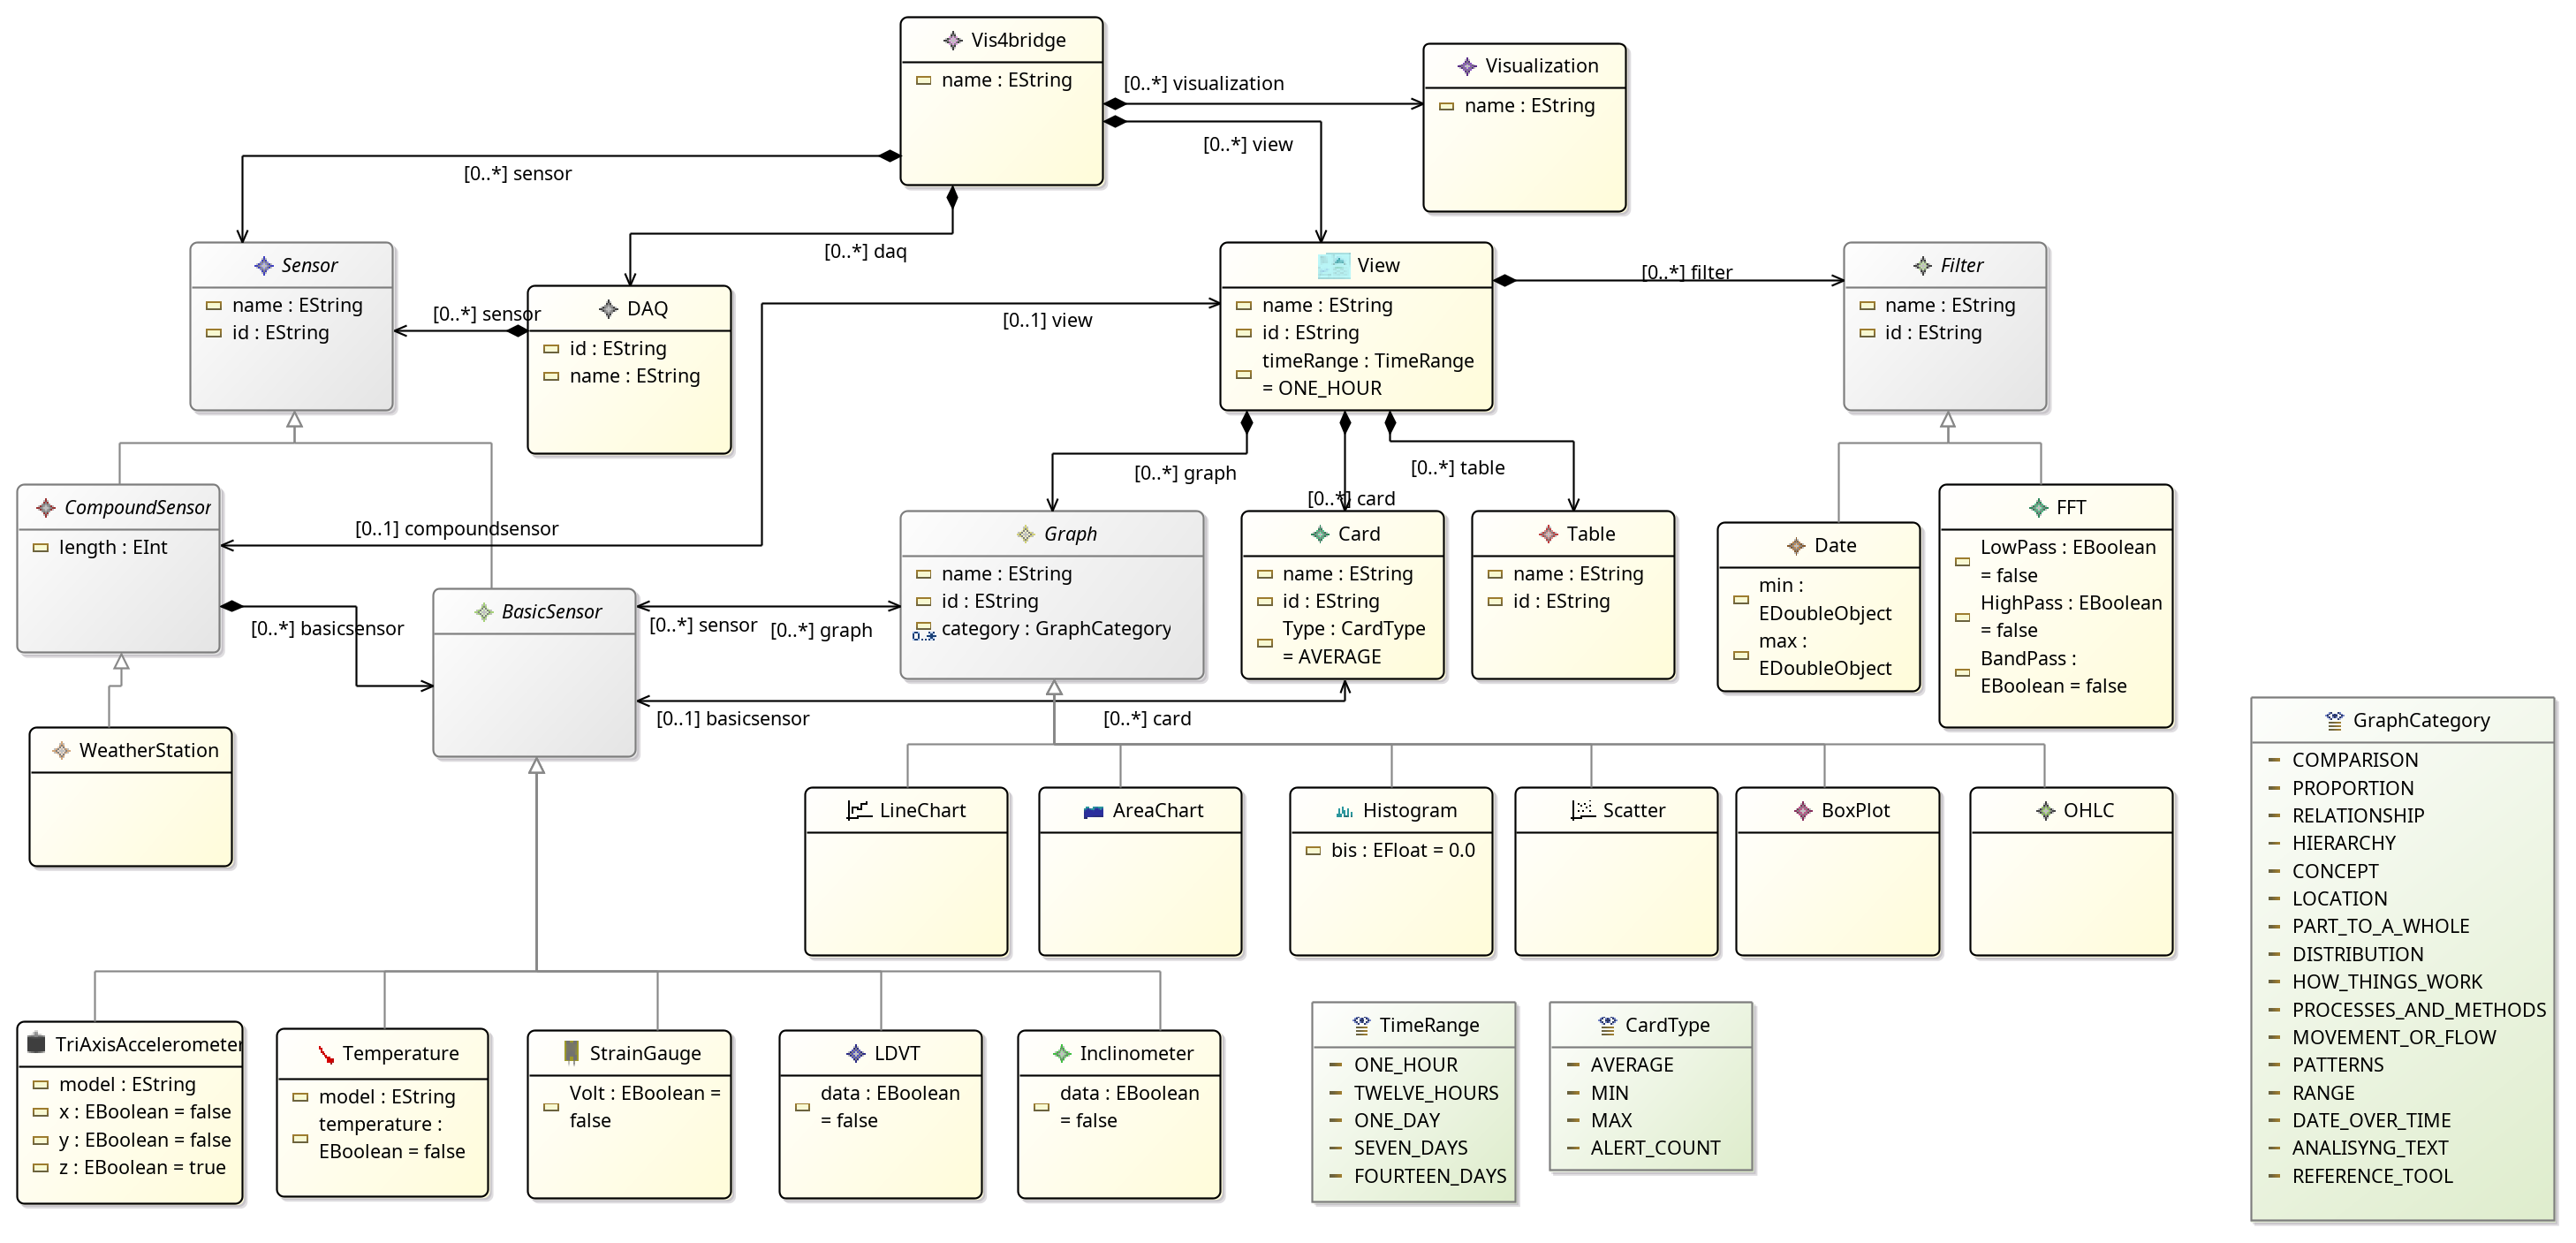 Vis4bridge
name : EString
[0..*] visualization
Visualization
name : EString
[0..*] view
[0..*] sensor
[0..*] daq
Sensor
name : EString
id : EString
[0..*] sensor
DAQ
id : EString
name : EString
[0..1] view
View
name : EString
id : EString
timeRange : TimeRange
= ONE_HOUR
[0..*] filter
Filter
name : EString
id : EString
[0..*] graph
[0..*] card
[0..*] table
CompoundSensor
length : EInt
[0..1] compoundsensor
[0..*] basicsensor
BasicSensor
[0..*] sensor
[0..*] graph
Graph
name : EString
id : EString
0..*
category : GraphCategory
Card
name : EString
id : EString
Type : CardType
= AVERAGE
Table
name : EString
id : EString
Date
min :
EDoubleObject
max :
EDoubleObject
FFT
LowPass : EBoolean
= false
HighPass : EBoolean
= false
BandPass :
EBoolean = false
[0..1] basicsensor
[0..*] card
WeatherStation
LineChart
AreaChart
Histogram
bis : EFloat = 0.0
Scatter
BoxPlot
OHLC
TriAxisAccelerometer
model : EString
x : EBoolean = false
y : EBoolean = false
z : EBoolean = true
Temperature
model : EString
temperature :
EBoolean = false
StrainGauge
Volt : EBoolean =
false
LDVT
data : EBoolean
= false
Inclinometer
data : EBoolean
= false
TimeRange
ONE_HOUR
TWELVE_HOURS
ONE_DAY
SEVEN_DAYS
FOURTEEN_DAYS
CardType
AVERAGE
MIN
MAX
ALERT_COUNT
GraphCategory
COMPARISON
PROPORTION
RELATIONSHIP
HIERARCHY
CONCEPT
LOCATION
PART_TO_A_WHOLE
DISTRIBUTION
HOW_THINGS_WORK
PROCESSES_AND_METHODS
MOVEMENT_OR_FLOW
PATTERNS
RANGE
DATE_OVER_TIME
ANALISYNG_TEXT
REFERENCE_TOOL